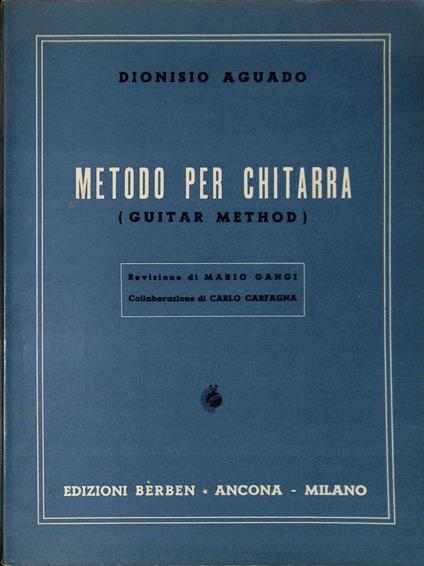 DIONISIO AGUADO
METODO PER CHITARRA
(GUITAR METHOD)
Revisione di MARIO GANGI
Collaborazione di CARLO CARFAGNA
EDIZIONI BÈRBEN ★ ANCONA - MILANO